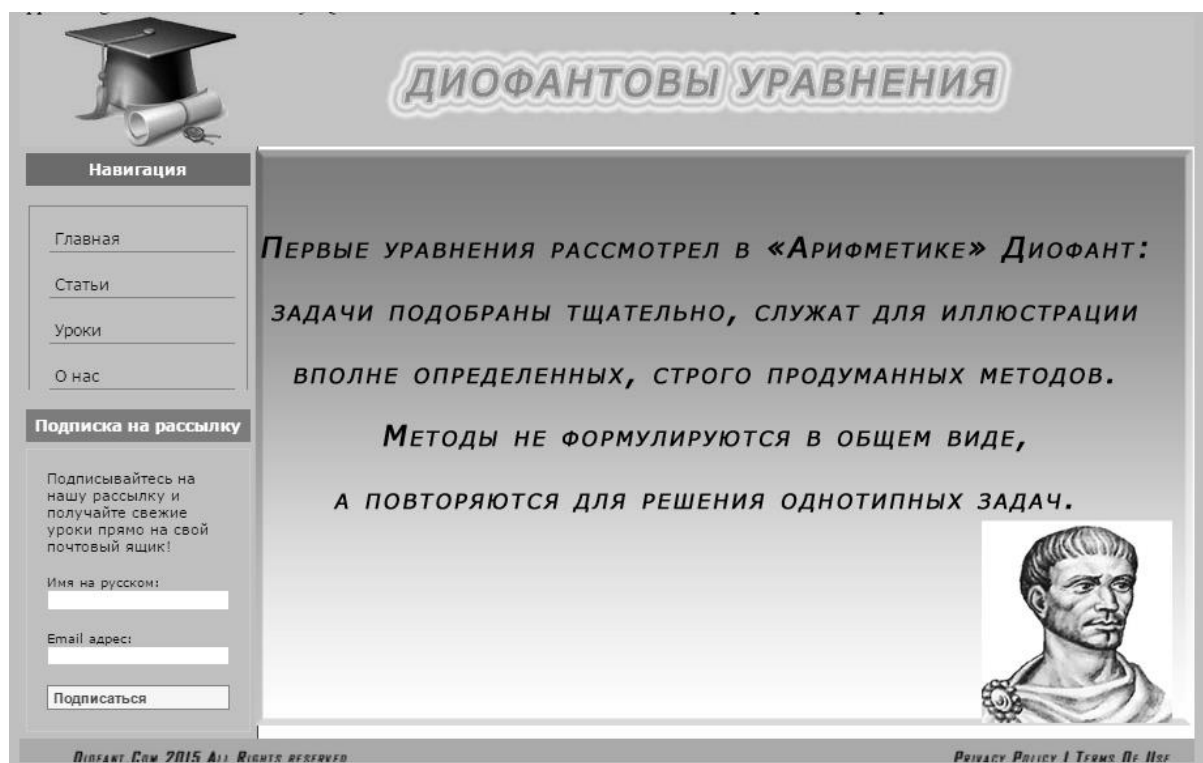 ДИОФАНТОВЫ УРАВНЕНИЯ
Навигация
Главная
Статьи
Уроки
О нас
Подписка на рассылку
Подписывайтесь на
нашу рассылку и
получайте свежие
уроки прямо на свой
почтовый ящик!
Имя на русском:
Email адрес:
Подписаться
Первые уравнения рассмотрел в «Арифметике» Диофант:
задачи подобраны тщательно, служат для иллюстрации
вполне определенных, строго продуманных методов.
Методы не формулируются в общем виде,
а повторяются для решения однотипных задач.
Diofant Com 2015 All Rights reserved
Privacy Policy | Terms Of Use